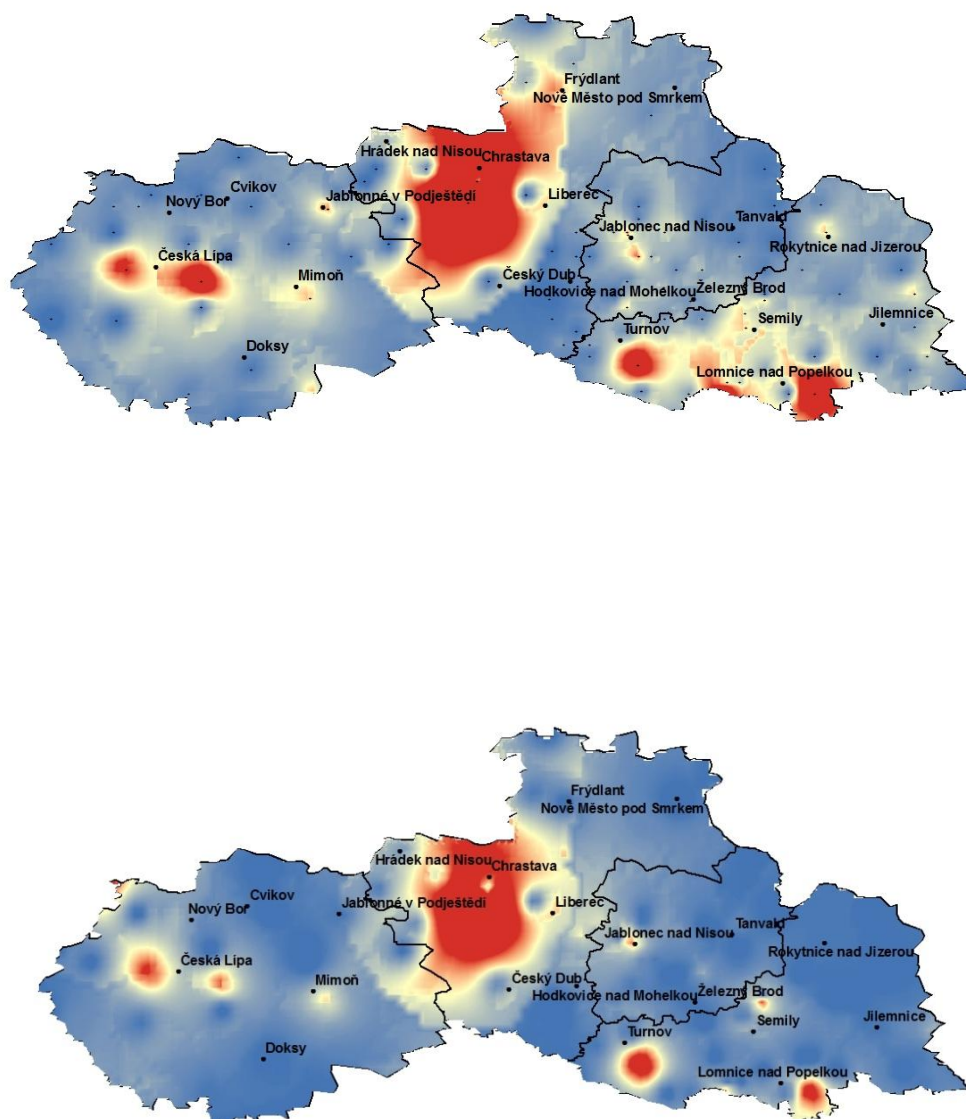 Frýdlant
Nové Město pod Smrkem
Hrádek nad Nisou
Chrastava
Cvikov
Jablonné v Podještědí
Liberec
Nový Bor
Tanvald
Jablonec nad Nisou
Rokytnice nad Jizerou
Česká Lípa
Mimoň
Český Dub
Hodkovice nad Mohelkou
Železný Brod
Turnov
Semily
Jilemnice
Doksy
Lomnice nad Popelkou
Frýdlant
Nové Město pod Smrkem
Hrádek nad Nisou
Chrastava
Cvikov
Jablonné v Podještědí
Liberec
Nový Bor
Tanvald
Jablonec nad Nisou
Rokytnice nad Jizerou
Česká Lípa
Mimoň
Český Dub
Hodkovice nad Mohelkou
Železný Brod
Turnov
Semily
Jilemnice
Doksy
Lomnice nad Popelkou